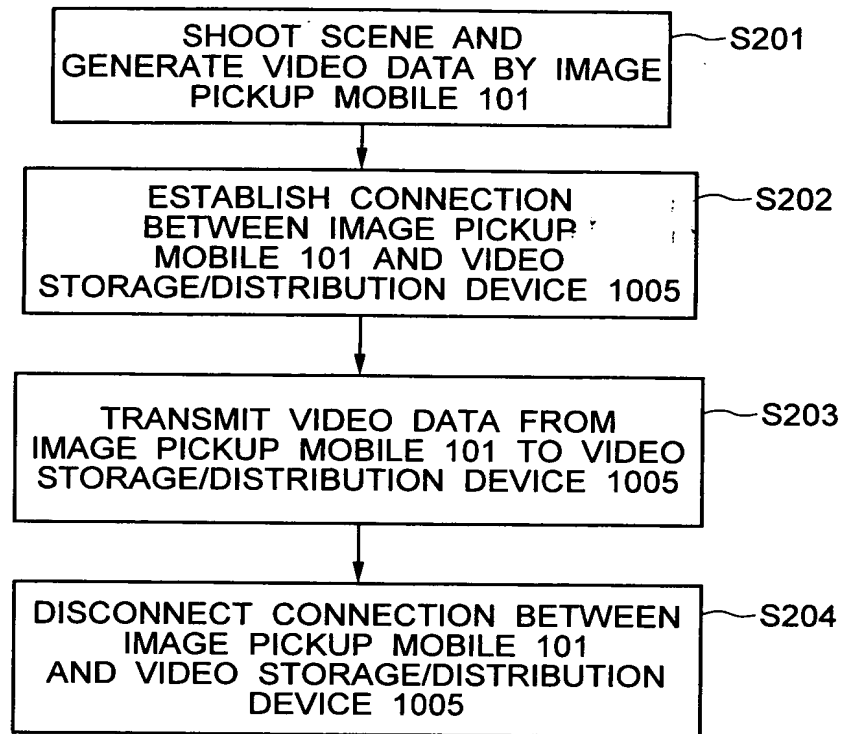 SHOOT SCENE AND
GENERATE VIDEO DATA BY IMAGE
PICKUP MOBILE 101
S201
ESTABLISH CONNECTION
BETWEEN IMAGE PICKUP
MOBILE 101 AND VIDEO
STORAGE/DISTRIBUTION DEVICE 1005
S202
TRANSMIT VIDEO DATA FROM
IMAGE PICKUP MOBILE 101 TO VIDEO
STORAGE/DISTRIBUTION DEVICE 1005
S203
DISCONNECT CONNECTION BETWEEN
IMAGE PICKUP MOBILE 101
AND VIDEO STORAGE/DISTRIBUTION
DEVICE 1005
S204